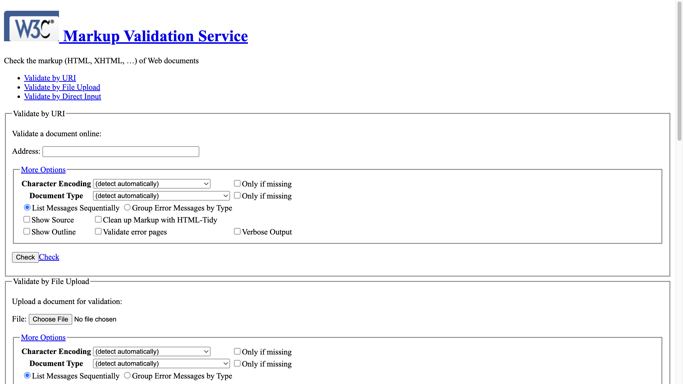 W3C Markup Validation Service
Check the markup (HTML, XHTML, …) of Web documents
Validate by URI
Validate by File Upload
Validate by Direct Input
Validate by URI
Validate a document online:
Address:
More Options
Character Encoding (detect automatically) Only if missing
Document Type (detect automatically) Only if missing
List Messages Sequentially Group Error Messages by Type
Show Source Clean up Markup with HTML-Tidy
Show Outline Validate error pages Verbose Output
Check Check
Validate by File Upload
Upload a document for validation:
File: Choose File No file chosen
More Options
Character Encoding (detect automatically) Only if missing
Document Type (detect automatically) Only if missing
List Messages Sequentially Group Error Messages by Type